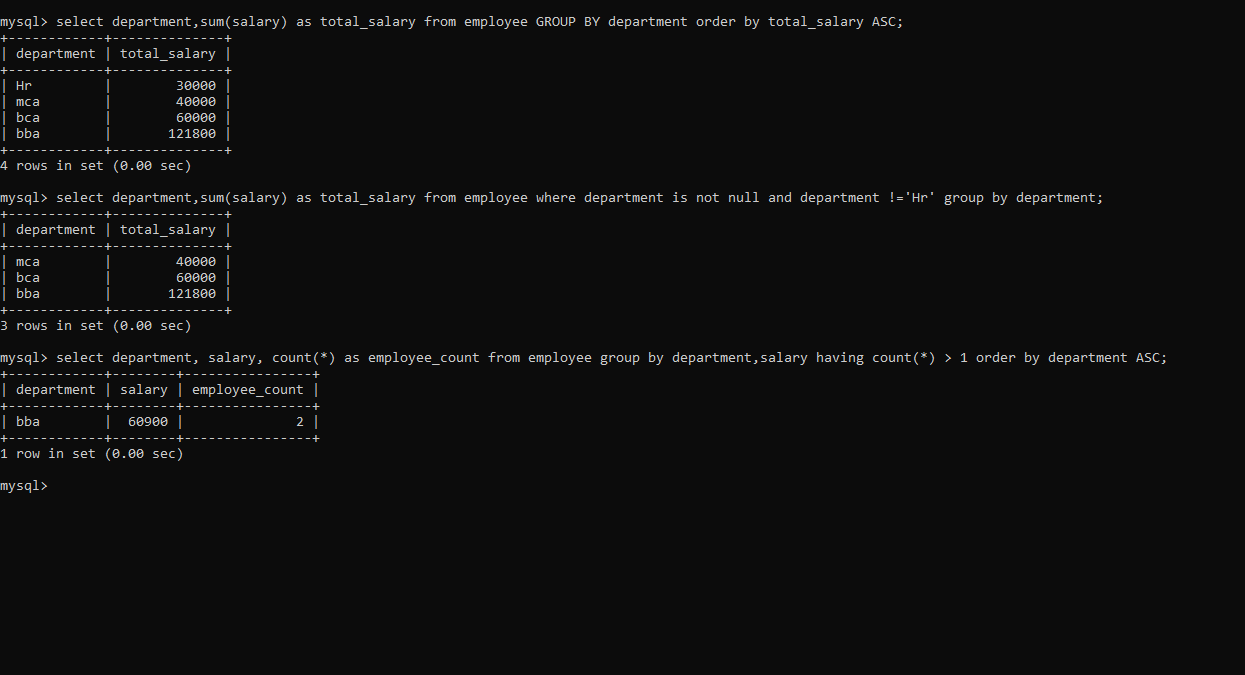 mysql> select department,sum(salary) as total_salary from employee GROUP BY department order by total_salary ASC;
+------------+--------------+
| department | total_salary |
+------------+--------------+
| Hr         |        30000 |
| mca        |        40000 |
| bca        |        60000 |
| bba        |       121800 |
+------------+--------------+
4 rows in set (0.00 sec)

mysql> select department,sum(salary) as total_salary from employee where department is not null and department !='Hr' group by department;
+------------+--------------+
| department | total_salary |
+------------+--------------+
| mca        |        40000 |
| bca        |        60000 |
| bba        |       121800 |
+------------+--------------+
3 rows in set (0.00 sec)

mysql> select department, salary, count(*) as employee_count from employee group by department,salary having count(*) > 1 order by department ASC;
+------------+--------+----------------+
| department | salary | employee_count |
+------------+--------+----------------+
| bba        |  60900 |              2 |
+------------+--------+----------------+
1 row in set (0.00 sec)

mysql>